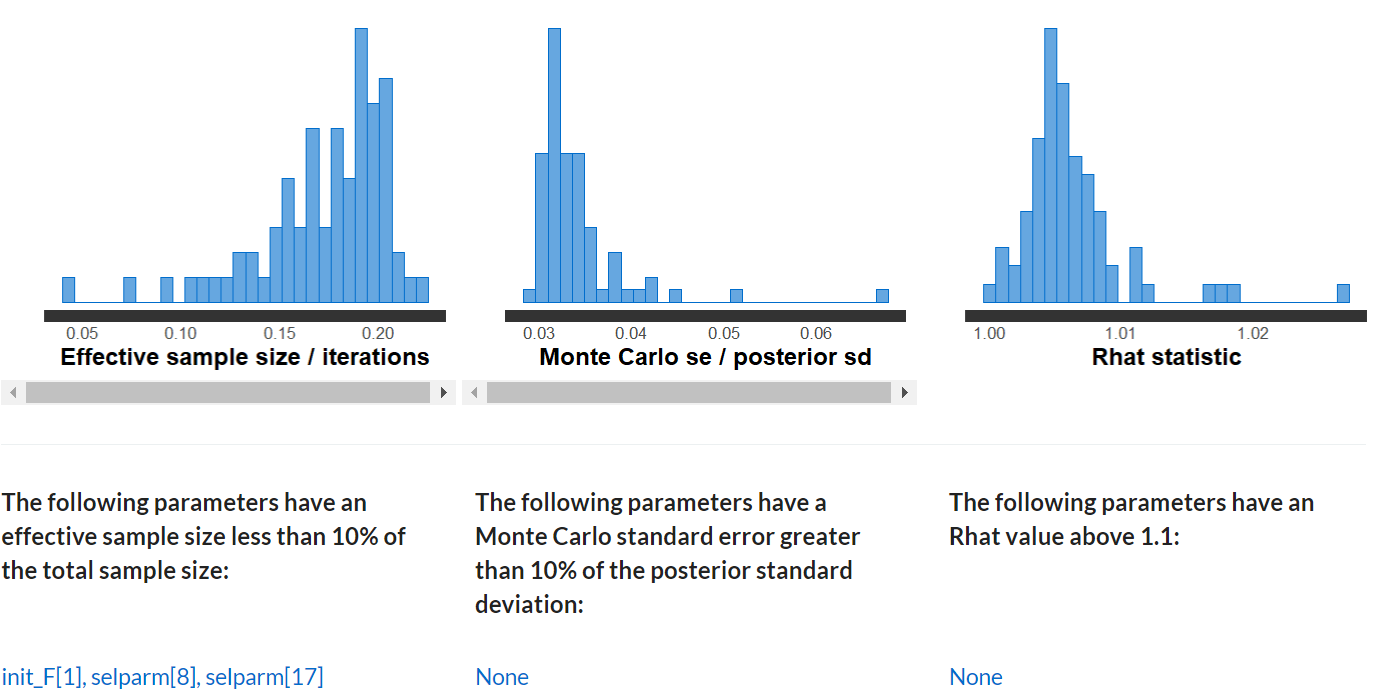 0.05 0.10 0.15 0.20
Effective sample size / iterations
0.03 0.04 0.05 0.06
Monte Carlo se / posterior sd
1.00 1.01 1.02
Rhat statistic
The following parameters have an
effective sample size less than 10% of
the total sample size:
init_F[1], selparm[8], selparm[17]
The following parameters have a
Monte Carlo standard error greater
than 10% of the posterior standard
deviation:
None
The following parameters have an
Rhat value above 1.1:
None